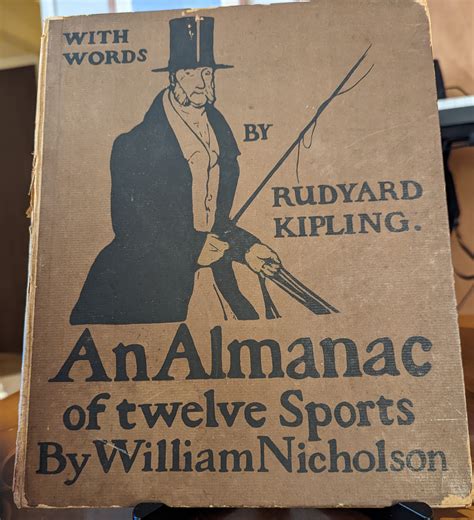 WITH
WORDS
BY
RUDYARD
KIPLING.
An Almanac
of twelve Sports
By William Nicholson